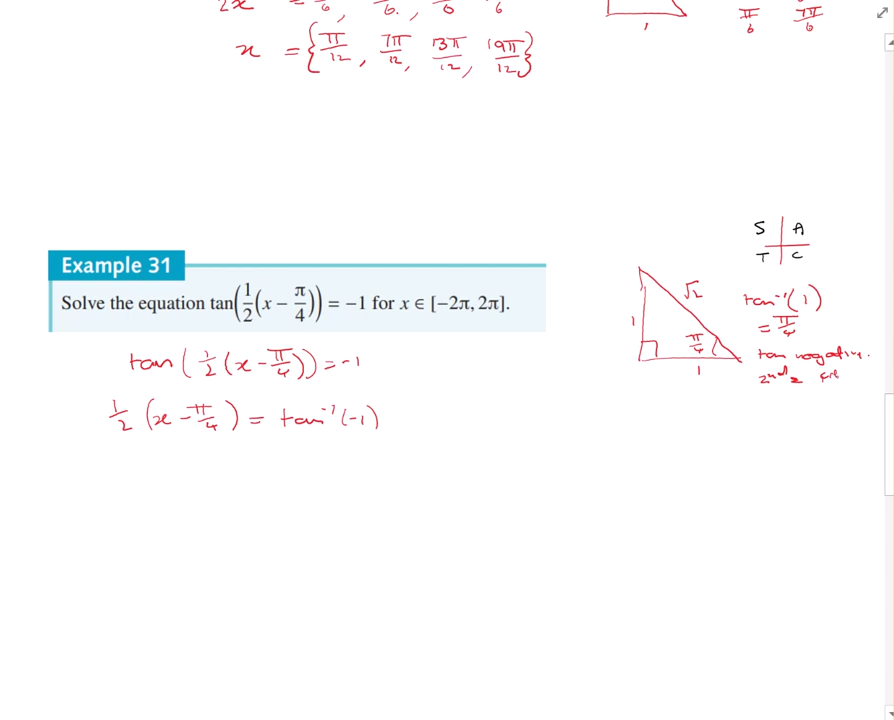 2x =
x = {π/12, 7π/12, 13π/12, 19π/12}
π/6 7π/6
1
Example 31
Solve the equation tan(1/2(x − π/4)) = −1 for x ∈ [−2π, 2π].
tan(1/2(x − π/4)) = −1
1/2(x − π/4) = tan⁻¹(−1)
S A
T C
√2
1
π/4
1
tan⁻¹(1)
= π/4
tan negative.
2nd